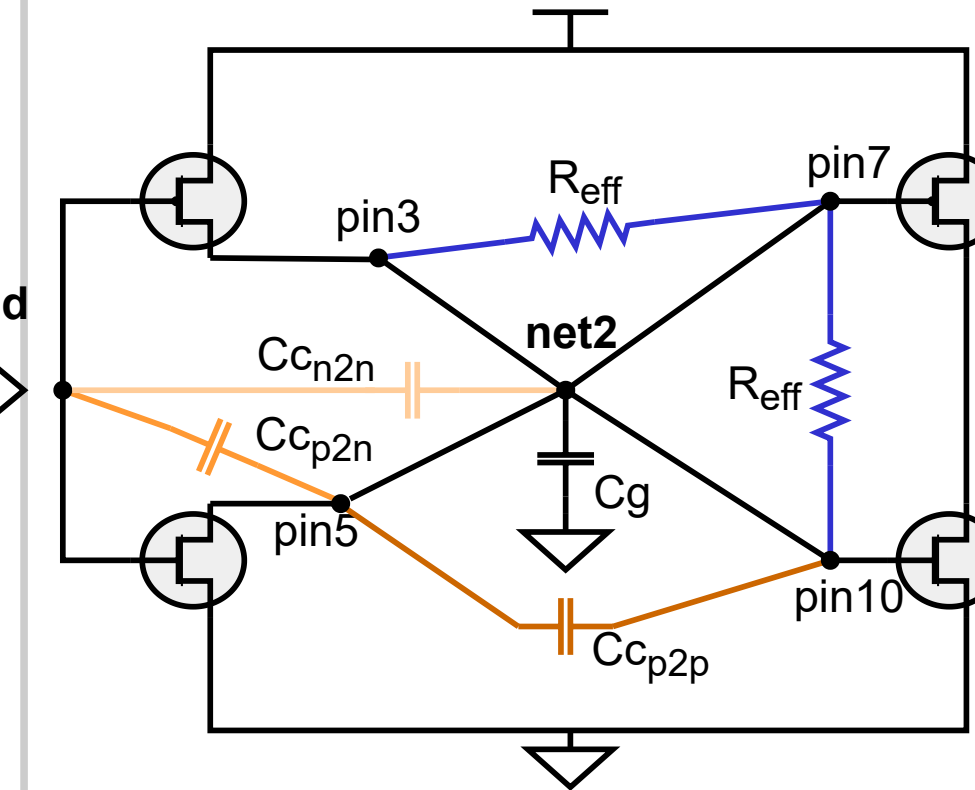 pin7
R_eff
pin3
d
net2
Cc_n2n
R_eff
Cc_p2n
Cg
pin5
pin10
Cc_p2p